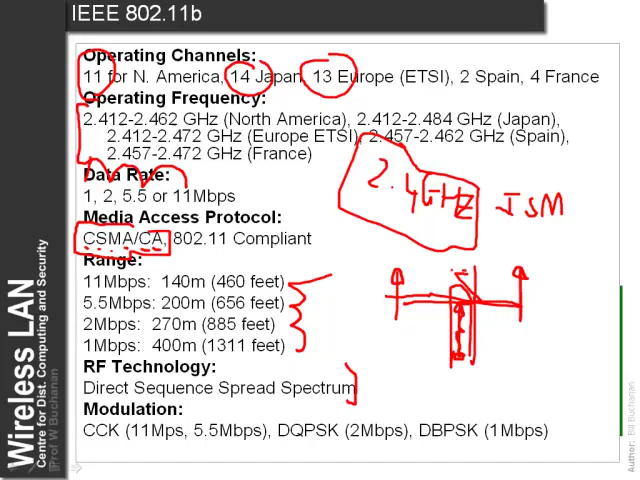 IEEE 802.11b
Operating Channels:
11 for N. America, 14 Japan, 13 Europe (ETSI), 2 Spain, 4 France
Operating Frequency:
2.412-2.462 GHz (North America), 2.412-2.484 GHz (Japan),
2.412-2.472 GHz (Europe ETSI), 2.457-2.462 GHz (Spain),
2.457-2.472 GHz (France)
Data Rate:
1, 2, 5.5 or 11Mbps
2.4GHz
ISM
Media Access Protocol:
CSMA/CA, 802.11 Compliant
Range:
11Mbps: 140m (460 feet)
5.5Mbps: 200m (656 feet)
2Mbps: 270m (885 feet)
1Mbps: 400m (1311 feet)
RF Technology:
Direct Sequence Spread Spectrum
Modulation:
CCK (11Mps, 5.5Mbps), DQPSK (2Mbps), DBPSK (1Mbps)
Wireless LAN
Centre for Dist. Computing and Security
Prof W Buchanan
Author: Bill Buchanan